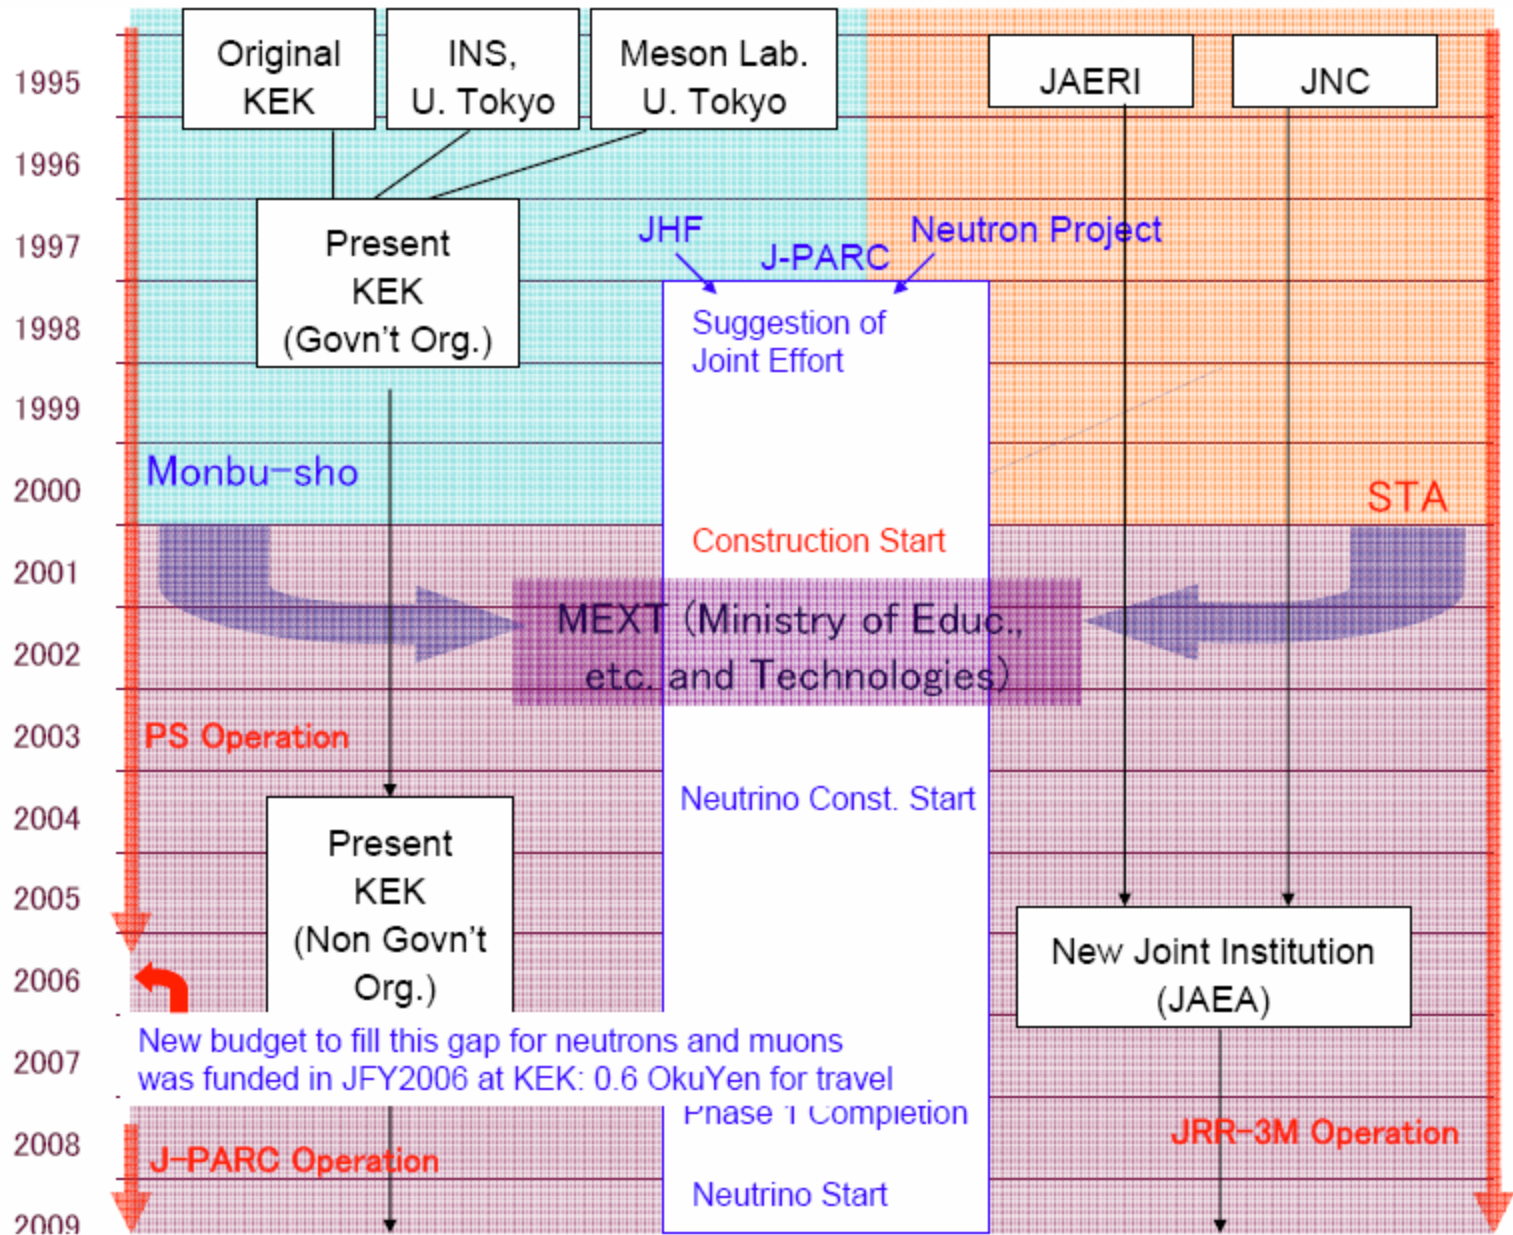 Original
KEK
INS,
U. Tokyo
Meson Lab.
U. Tokyo
JAERI
JNC
1995
1996
1997
1998
1999
2000
2001
2002
2003
2004
2005
2006
2007
2008
2009
Present
KEK
(Govn't Org.)
JHF
J-PARC
Neutron Project
Suggestion of
Joint Effort
Monbu-sho
STA
Construction Start
MEXT (Ministry of Educ.,
etc. and Technologies)
PS Operation
Neutrino Const. Start
Present
KEK
(Non Govn't
Org.)
New Joint Institution
(JAEA)
New budget to fill this gap for neutrons and muons
was funded in JFY2006 at KEK: 0.6 OkuYen for travel
Phase 1 Completion
JRR-3M Operation
J-PARC Operation
Neutrino Start